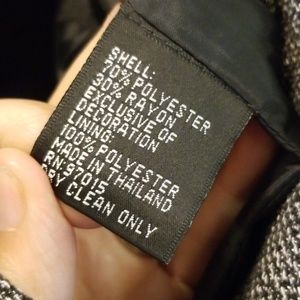 SHELL:
70% POLYESTER
30% RAYON
EXCLUSIVE OF
DECORATION
LINING:
100% POLYESTER
MADE IN THAILAND
RN:97015
DRY CLEAN ONLY